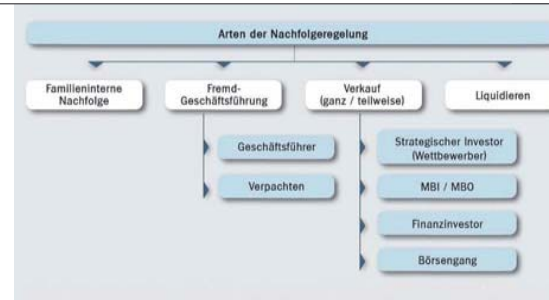 Arten der Nachfolgeregelung
Familieninterne
Nachfolge
Fremd-
Geschäftsführung
Verkauf
(ganz / teilweise)
Liquidieren
Geschäftsführer
Verpachten
Strategischer Investor
(Wettbewerber)
MBI / MBO
Finanzinvestor
Börsengang